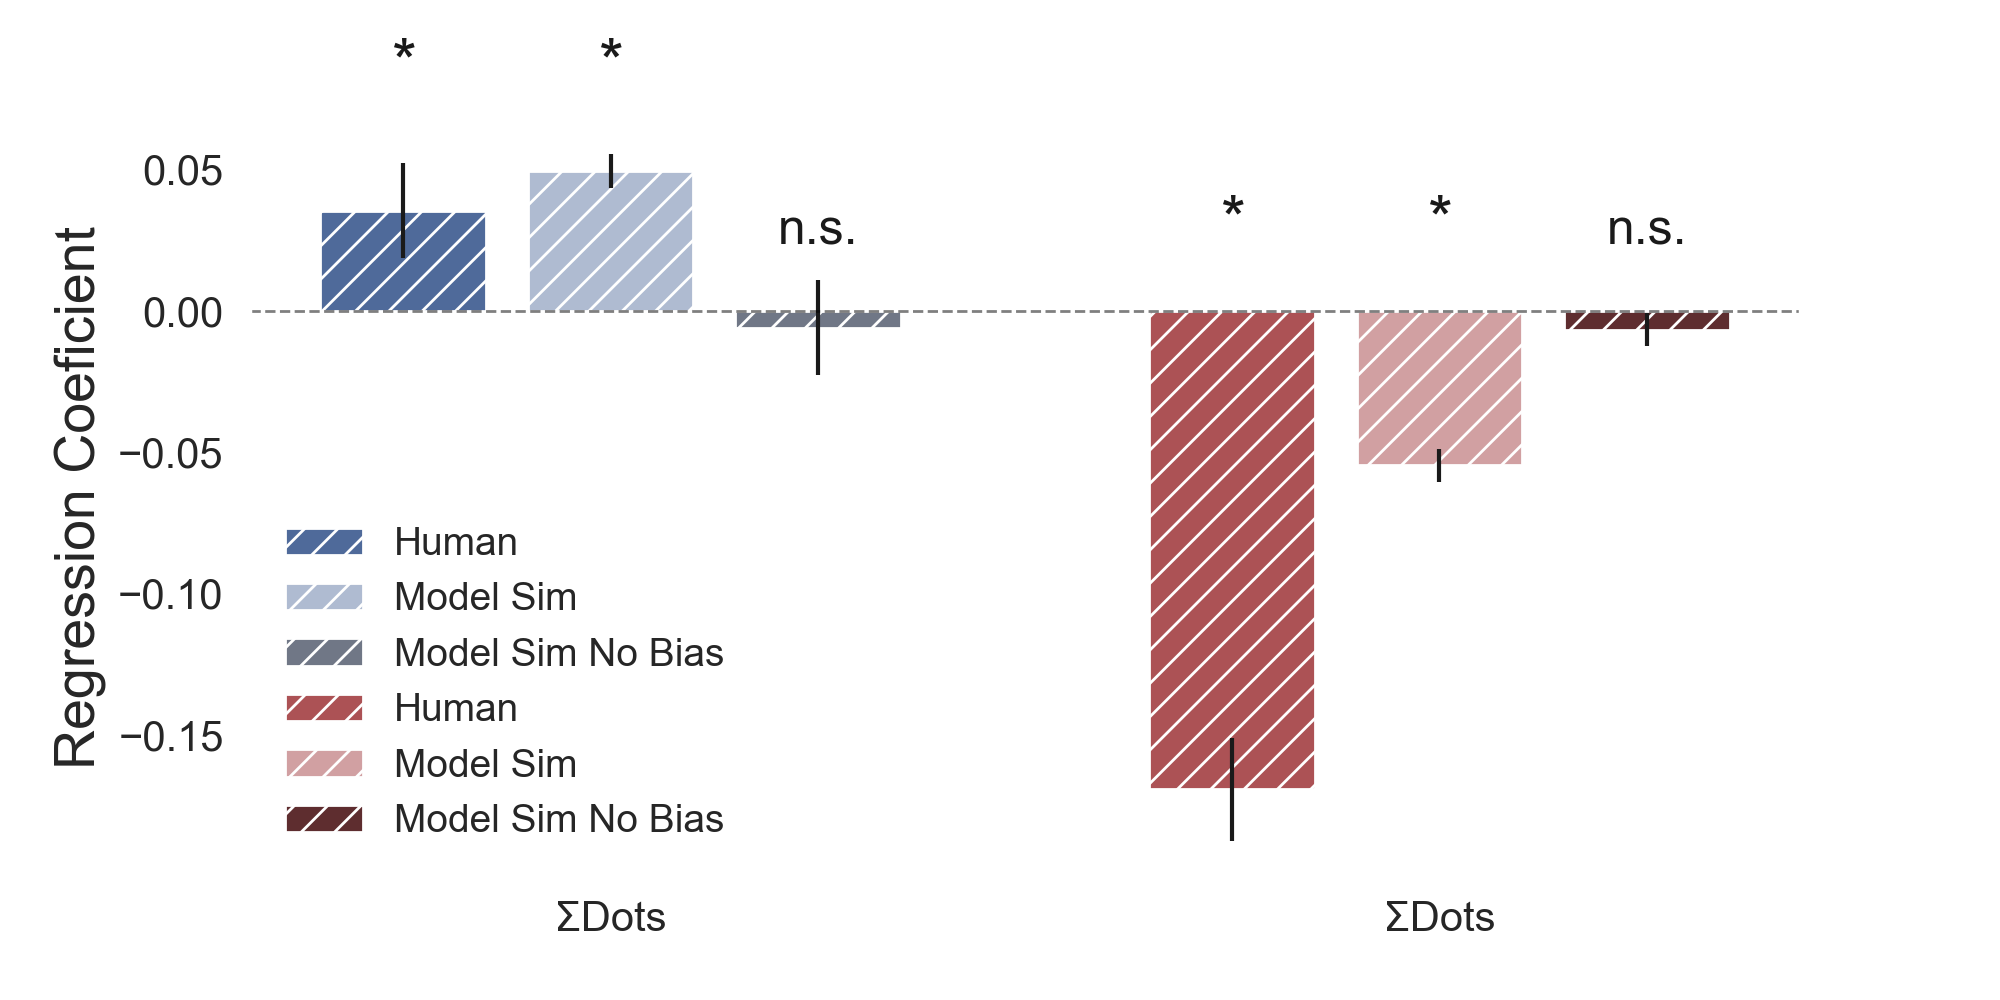 * *
0.05
* *
n.s. n.s.
0.00
Regression Coeficient
−0.05
Human
Model Sim
−0.10
Model Sim No Bias
Human
−0.15
Model Sim
Model Sim No Bias
ΣDots ΣDots